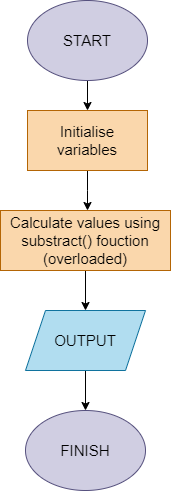 START
Initialise
variables
Calculate values using
substract() fouction
(overloaded)
OUTPUT
FINISH